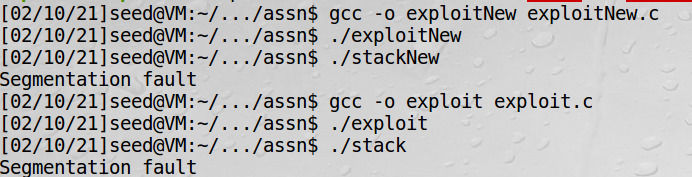 [02/10/21]seed@VM:~/.../assn$ gcc -o exploitNew exploitNew.c
[02/10/21]seed@VM:~/.../assn$ ./exploitNew
[02/10/21]seed@VM:~/.../assn$ ./stackNew
Segmentation fault
[02/10/21]seed@VM:~/.../assn$ gcc -o exploit exploit.c
[02/10/21]seed@VM:~/.../assn$ ./exploit
[02/10/21]seed@VM:~/.../assn$ ./stack
Segmentation fault